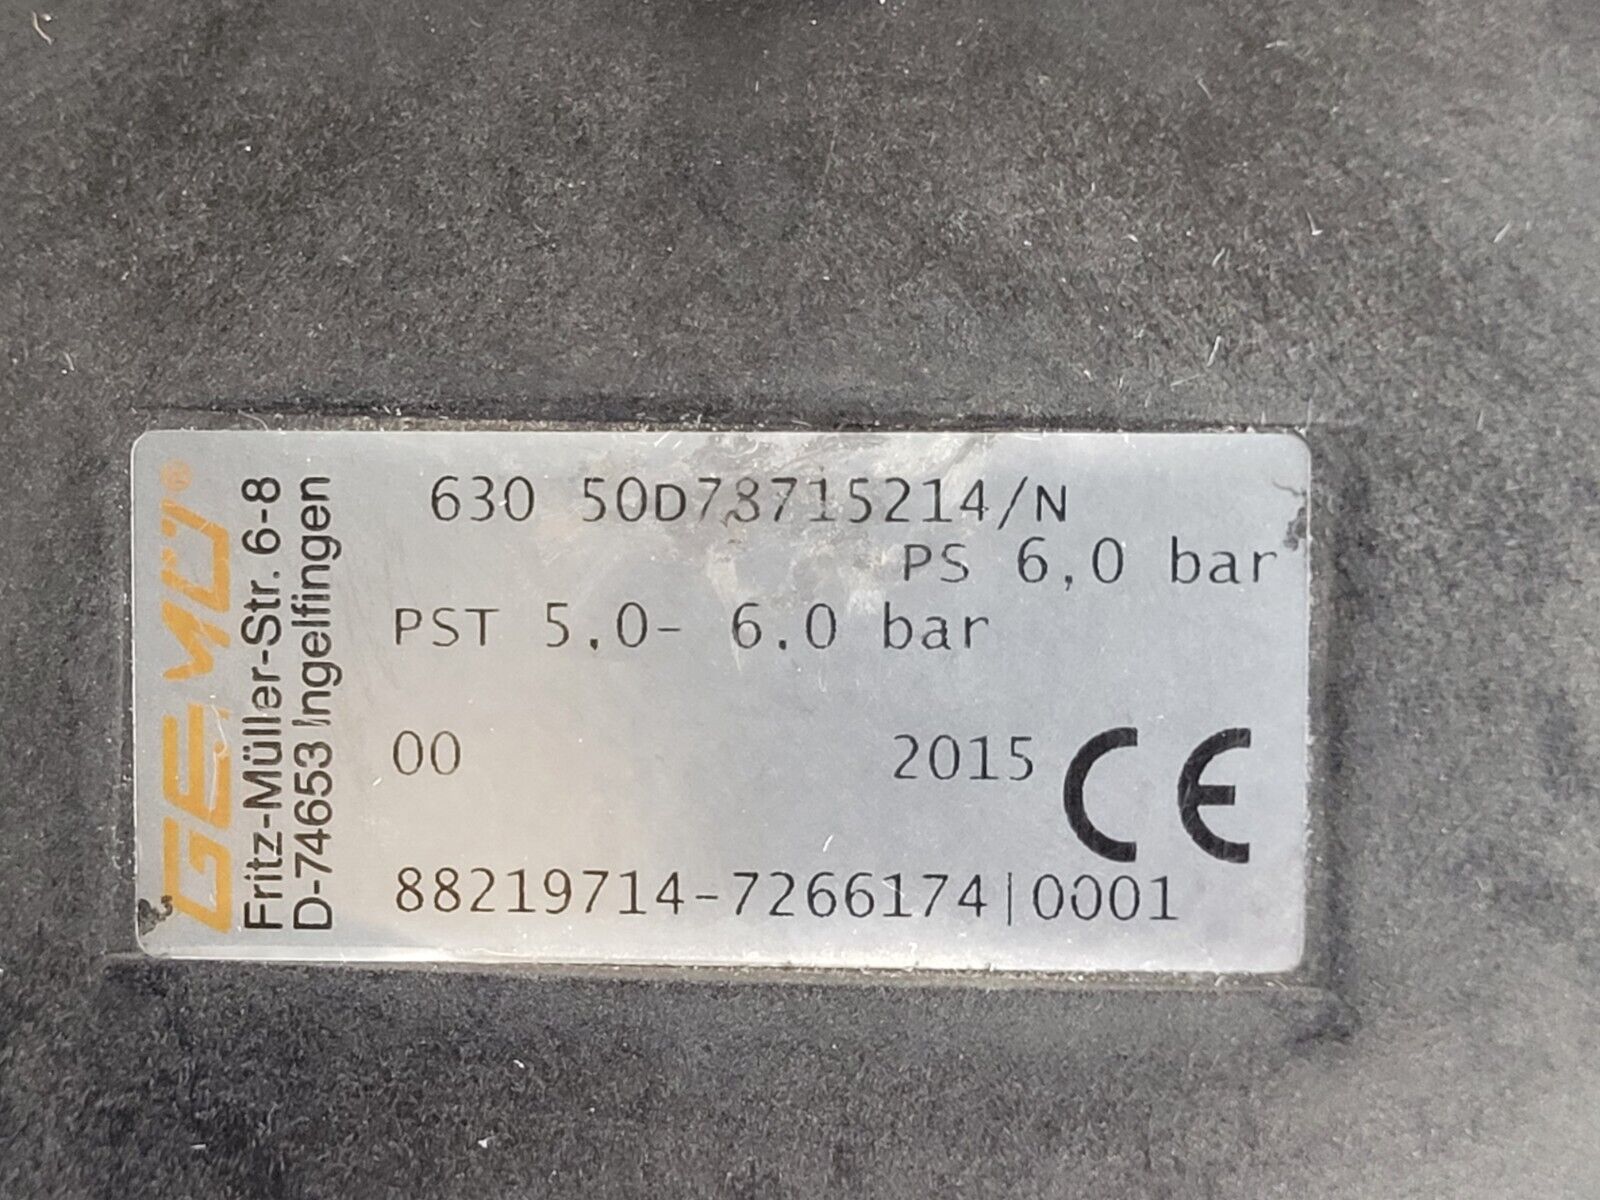 GEMÜ®
Fritz-Müller-Str. 6-8
D-74653 Ingelfingen
630 50D78715214/N
PS 6,0 bar
PST 5.0- 6.0 bar
00 2015 CE
88219714-7266174|0001